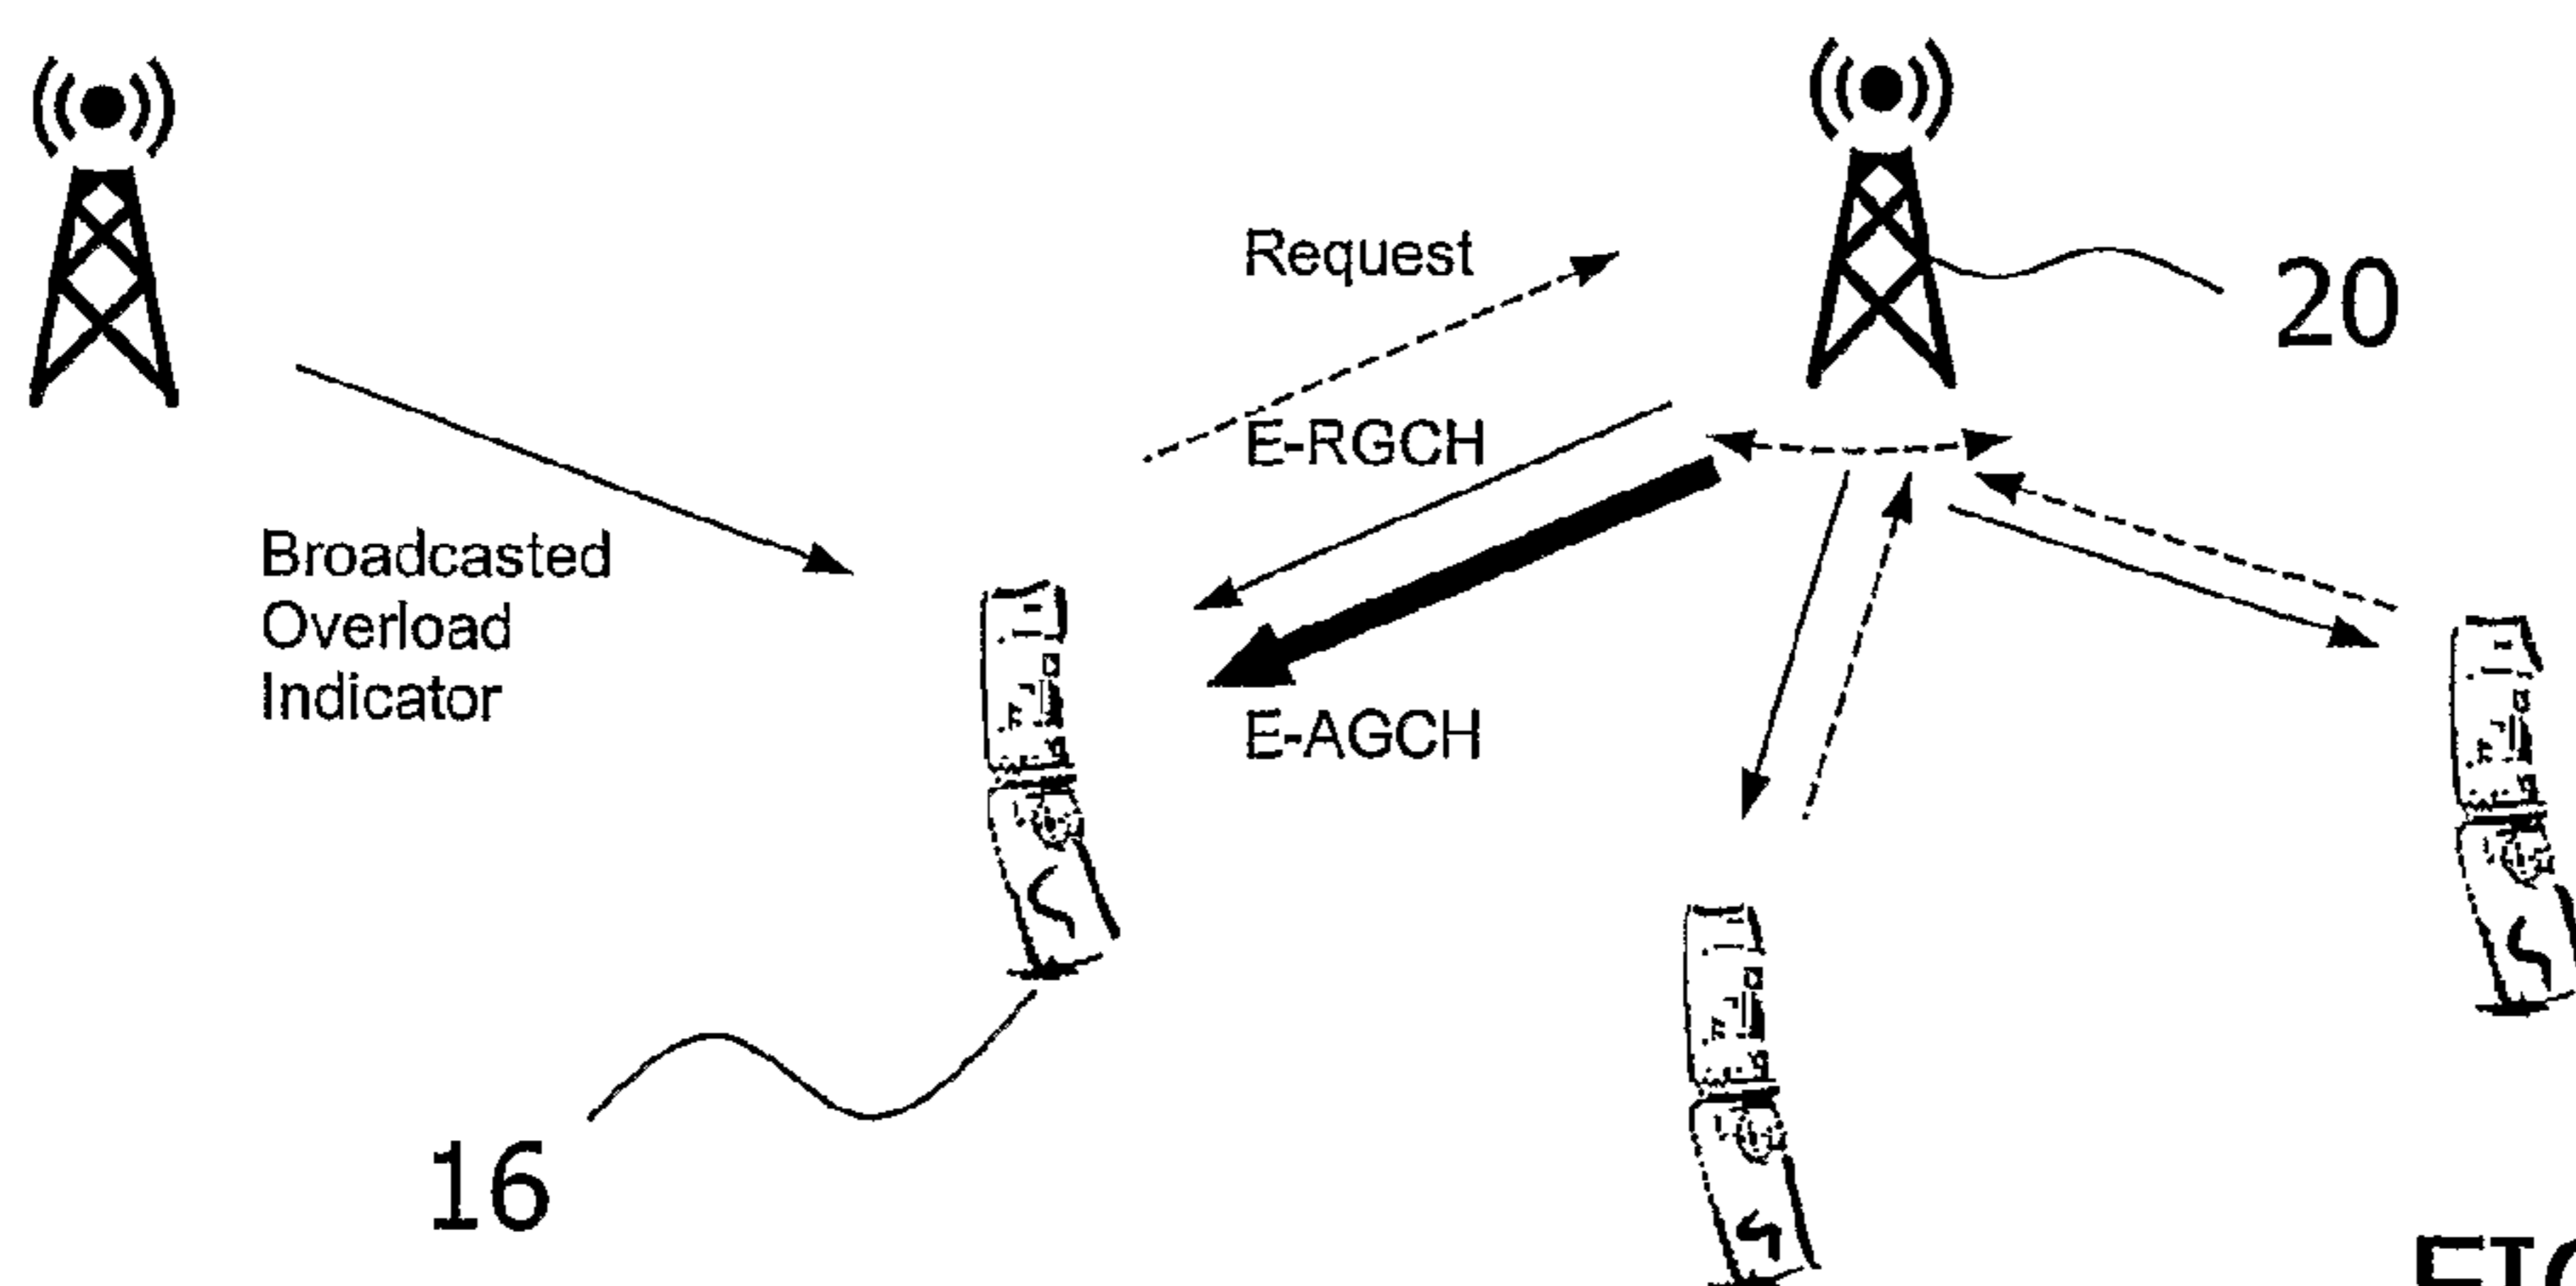 Request
20
E-RGCH
Broadcasted
Overload
Indicator
E-AGCH
16